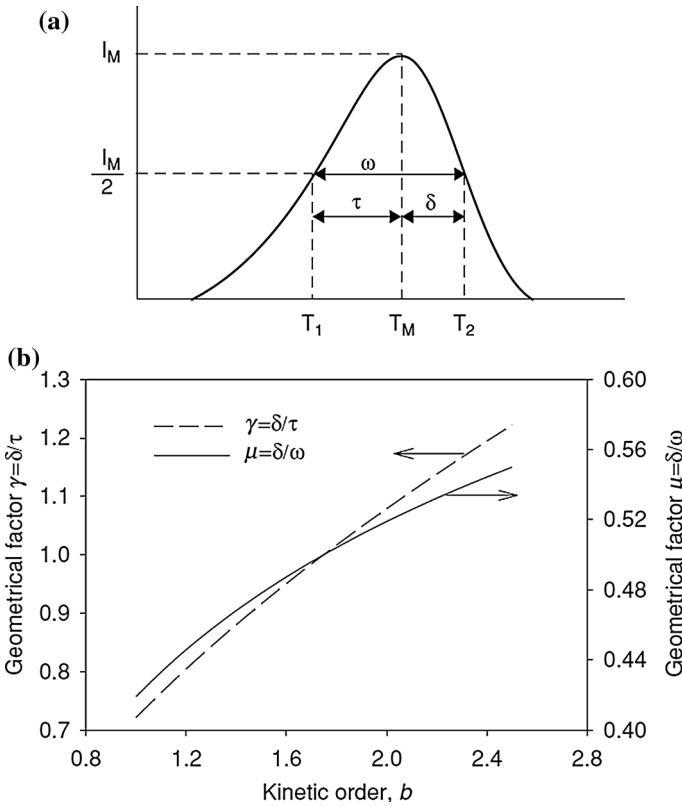 (a)
I_M
I_M
2
ω
τ
δ
T_1
T_M
T_2
(b)
1.3
1.2
1.1
1.0
0.9
0.8
0.7
Geometrical factor γ=δ/τ
γ=δ/τ
μ=δ/ω
0.60
0.56
0.52
0.48
0.44
0.40
Geometrical factor μ=δ/ω
0.8
1.2
1.6
2.0
2.4
2.8
Kinetic order, b